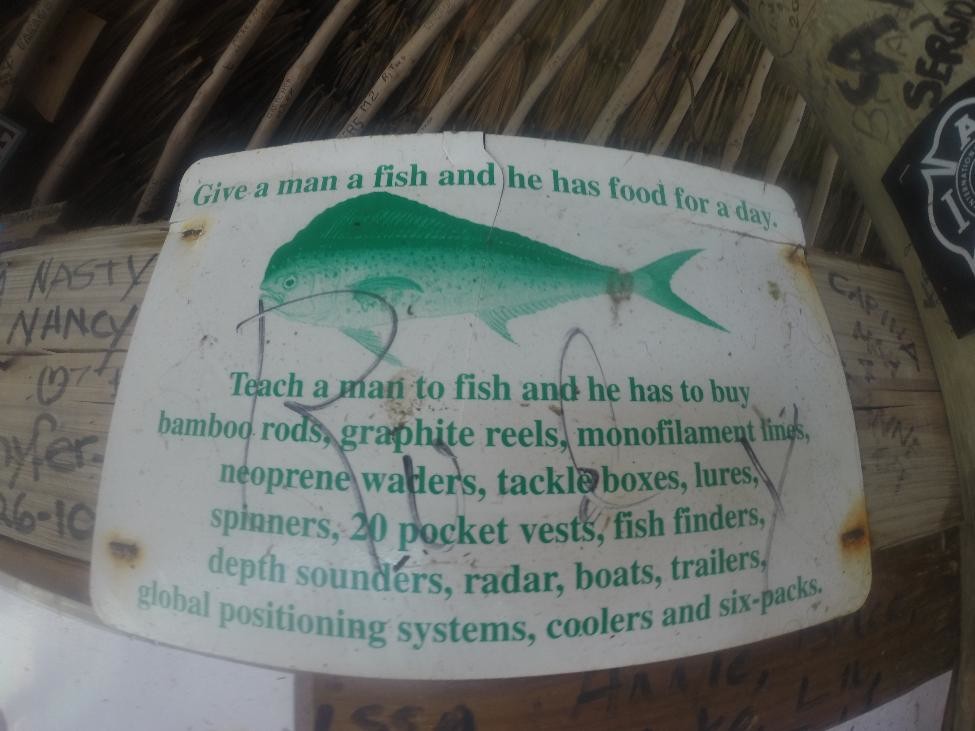 Give a man a fish and he has food for a day.
Teach a man to fish and he has to buy
bamboo rods, graphite reels, monofilament lines,
neoprene waders, tackle boxes, lures,
spinners, 20 pocket vests, fish finders,
depth sounders, radar, boats, trailers,
global positioning systems, coolers and six-packs.
NASTY
NANCY
26-10